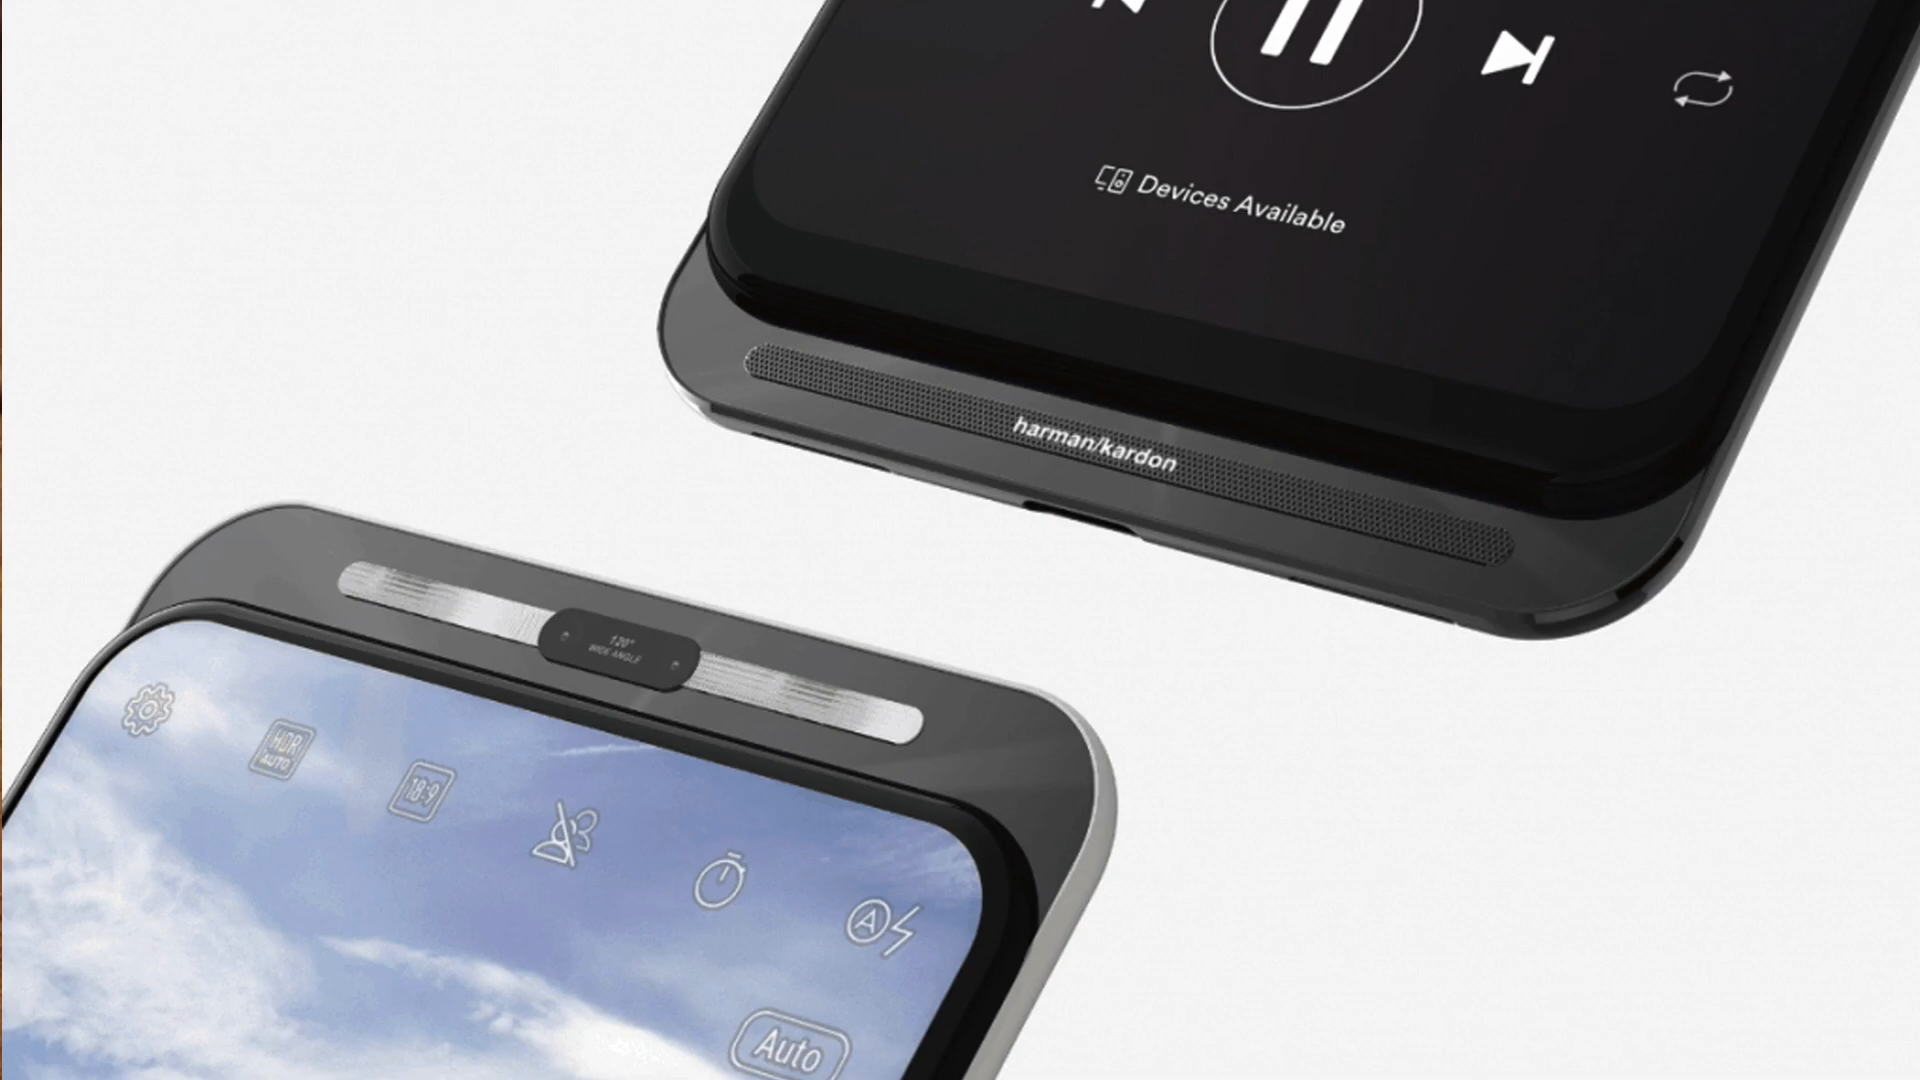 Devices Available
harman/kardon
120°
WIDE ANGLE
HDR
AUTO
18:9
A
Auto